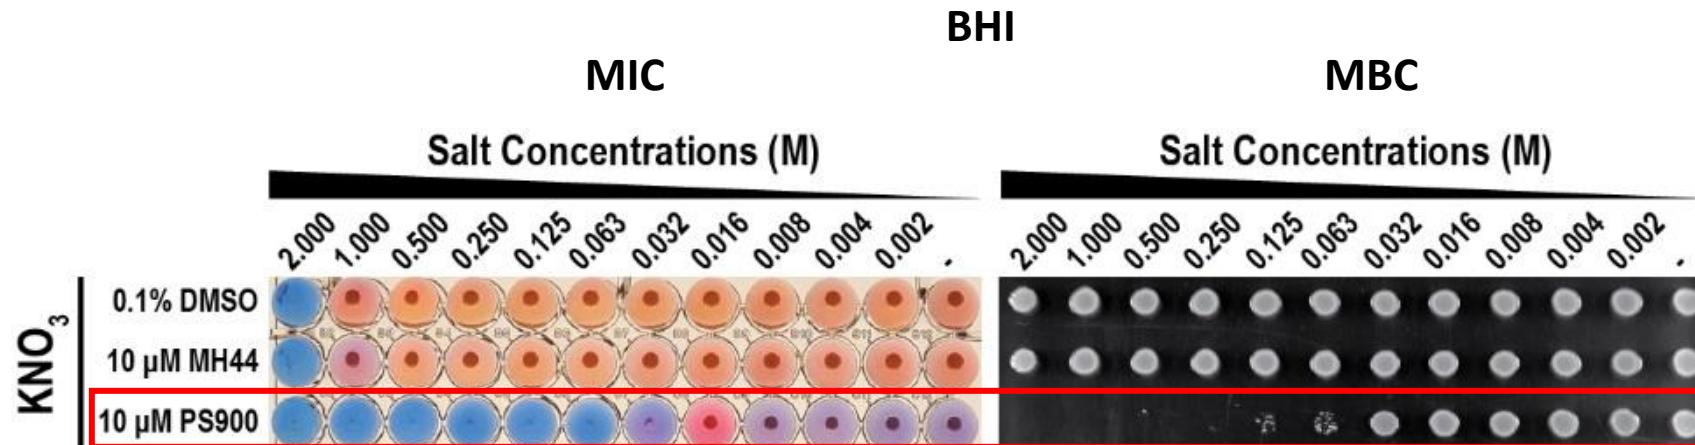 BHI
MIC MBC
Salt Concentrations (M) Salt Concentrations (M)
2.000 1.000 0.500 0.250 0.125 0.063 0.032 0.016 0.008 0.004 0.002 - 2.000 1.000 0.500 0.250 0.125 0.063 0.032 0.016 0.008 0.004 0.002 -
KNO₃
0.1% DMSO
10 µM MH44
10 µM PS900